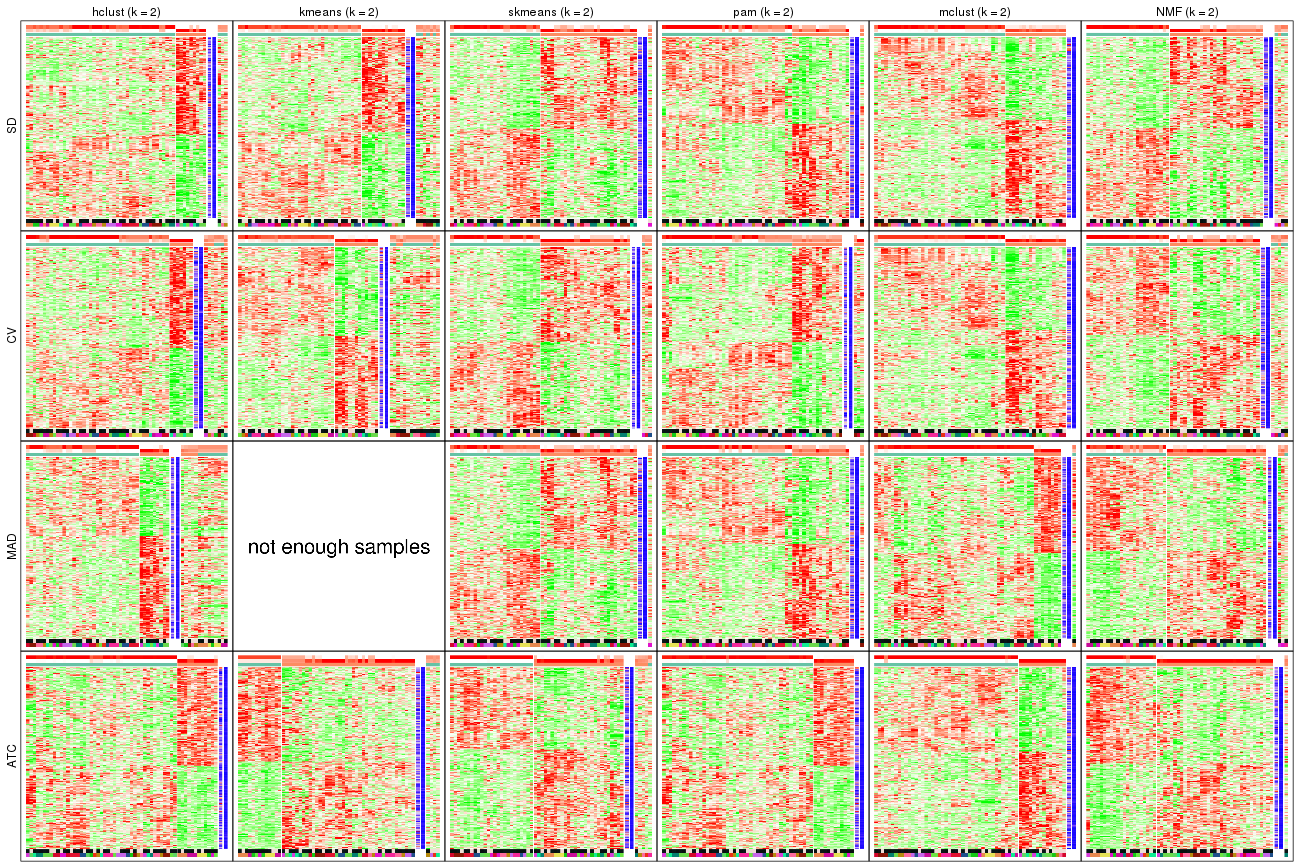 hclust (k = 2) kmeans (k = 2) skmeans (k = 2) pam (k = 2) mclust (k = 2) NMF (k = 2)
SD
CV
MAD
not enough samples
ATC